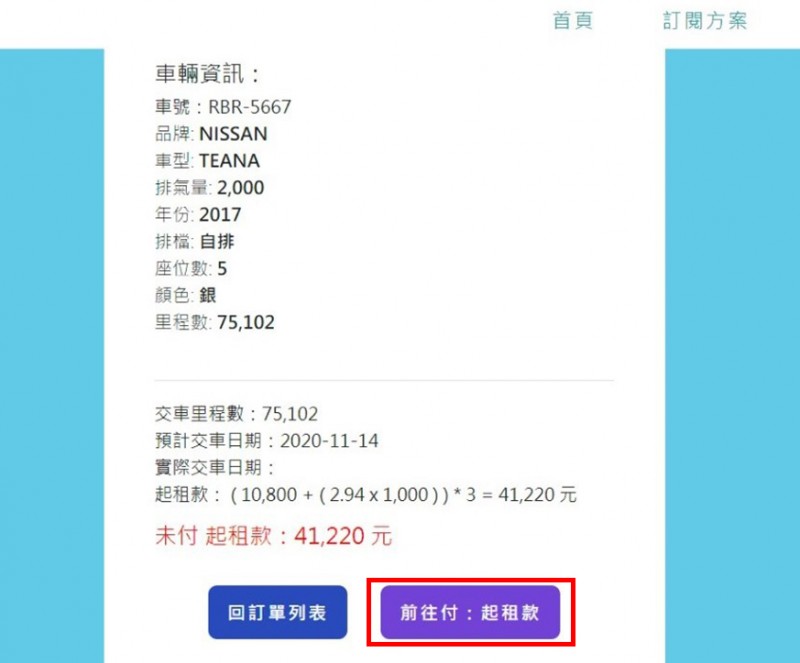 首頁 訂閱方案
車輛資訊：
車號：RBR-5667
品牌: NISSAN
車型: TEANA
排氣量: 2,000
年份: 2017
排檔: 自排
座位數: 5
顏色: 銀
里程數: 75,102
交車里程數：75,102
預計交車日期：2020-11-14
實際交車日期：
起租款：( 10,800 + ( 2.94 x 1,000 ) ) * 3 = 41,220 元
未付 起租款：41,220 元
回訂單列表 前往付：起租款